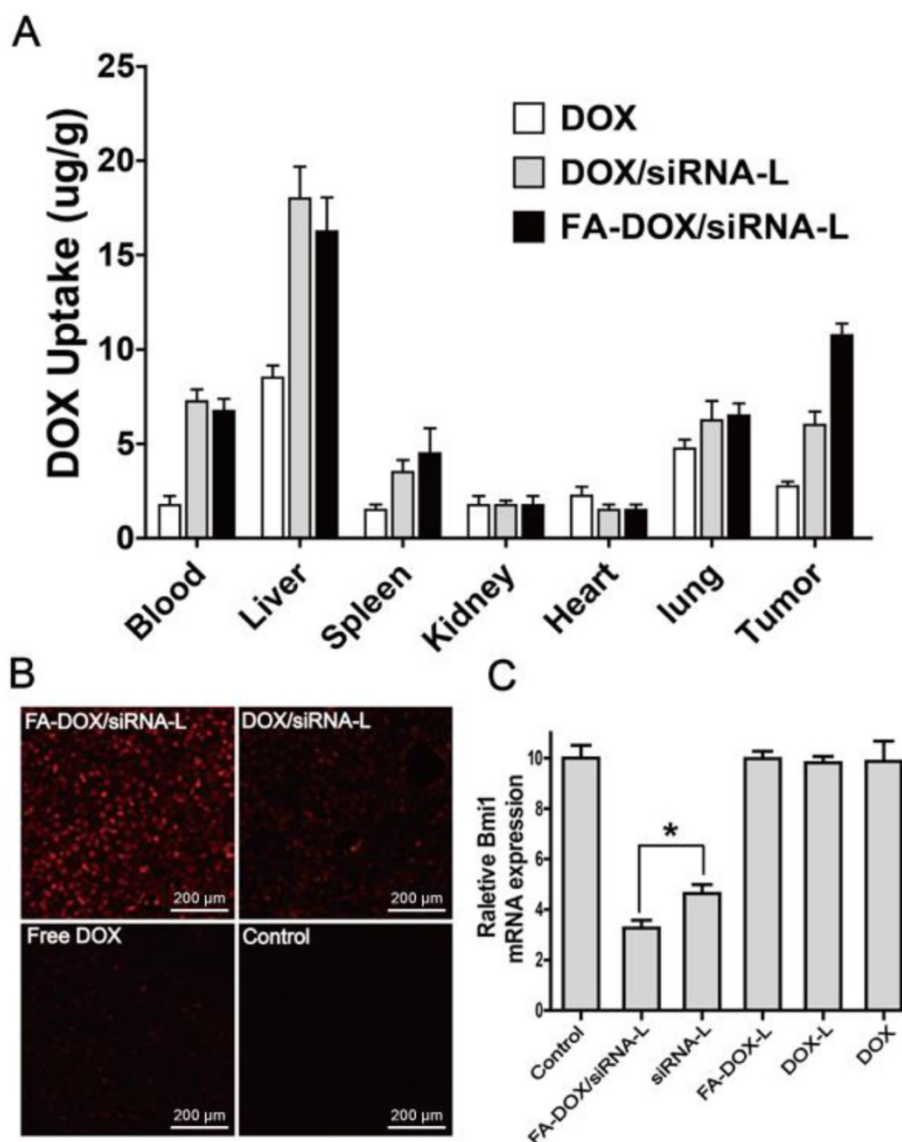 A
25
20
15
10
5
0
DOX Uptake (ug/g)
DOX
DOX/siRNA-L
FA-DOX/siRNA-L
Blood
Liver
Spleen
Kidney
Heart
lung
Tumor
B
FA-DOX/siRNA-L
200 µm
DOX/siRNA-L
200 µm
Free DOX
200 µm
Control
200 µm
C
Raletive Bmi1
mRNA expression
10
8
6
4
2
0
*
Control
FA-DOX/siRNA-L
siRNA-L
FA-DOX-L
DOX-L
DOX